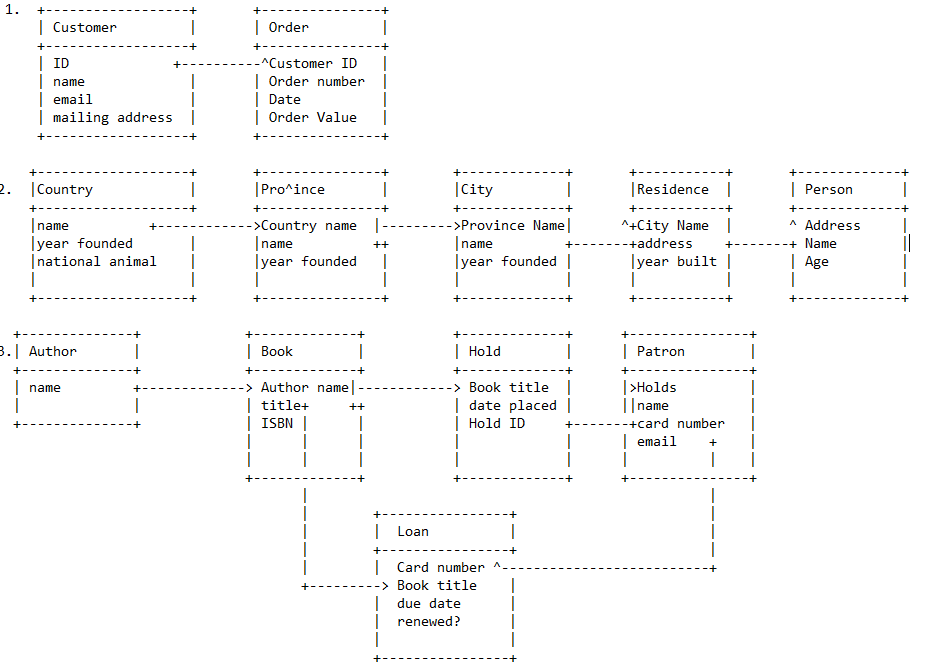 1.
Customer Order
ID ^Customer ID
name Order number
email Date
mailing address Order Value
2. Country Pro^ince City Residence Person
name >Country name >Province Name ^+City Name ^ Address
year founded name ++ name +address + Name
national animal year founded year founded year built Age
3. Author Book Hold Patron
name > Author name > Book title >Holds
title+ ++ date placed name
ISBN Hold ID +card number
email +
Loan
Card number ^
> Book title
due date
renewed?